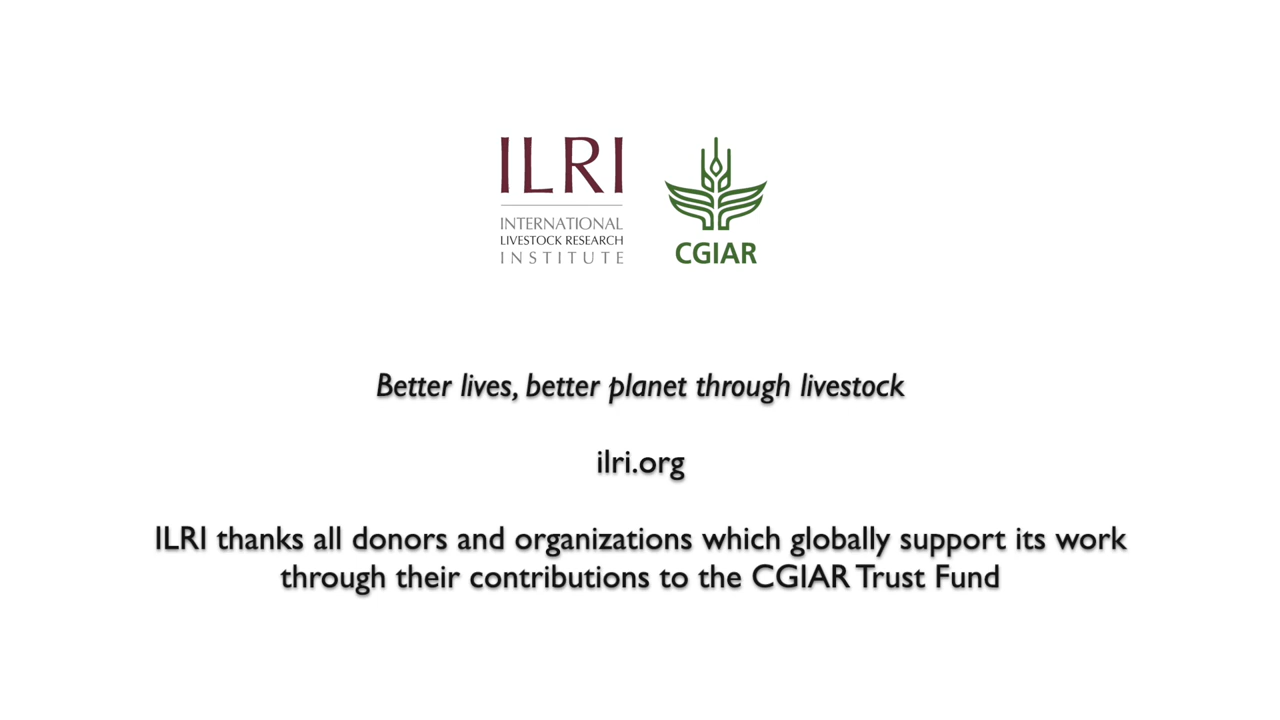 ILRI
INTERNATIONAL
LIVESTOCK RESEARCH
INSTITUTE
CGIAR
Better lives, better planet through livestock
ilri.org
ILRI thanks all donors and organizations which globally support its work
through their contributions to the CGIAR Trust Fund